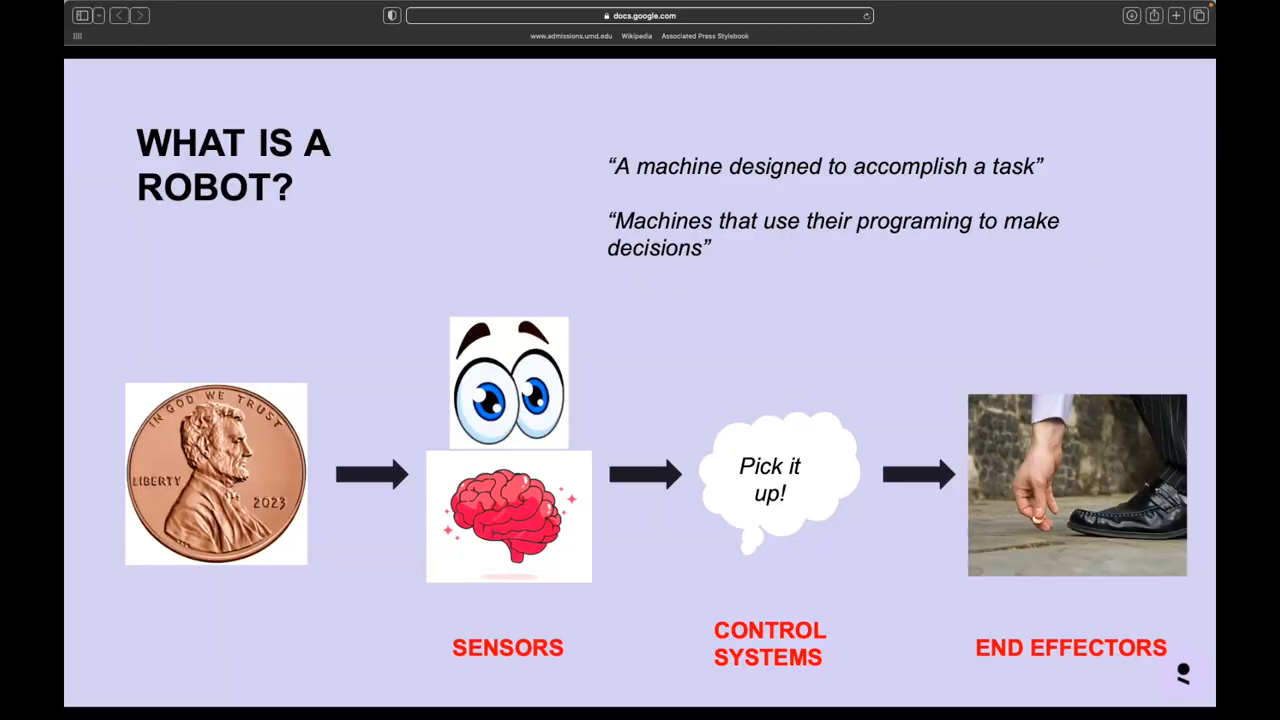 docs.google.com
www.admissions.umd.edu Wikipedia Associated Press Stylebook
WHAT IS A
ROBOT?
“A machine designed to accomplish a task”
“Machines that use their programing to make
decisions”
IN GOD WE TRUST
LIBERTY
2023
Pick it
up!
SENSORS
CONTROL
SYSTEMS
END EFFECTORS